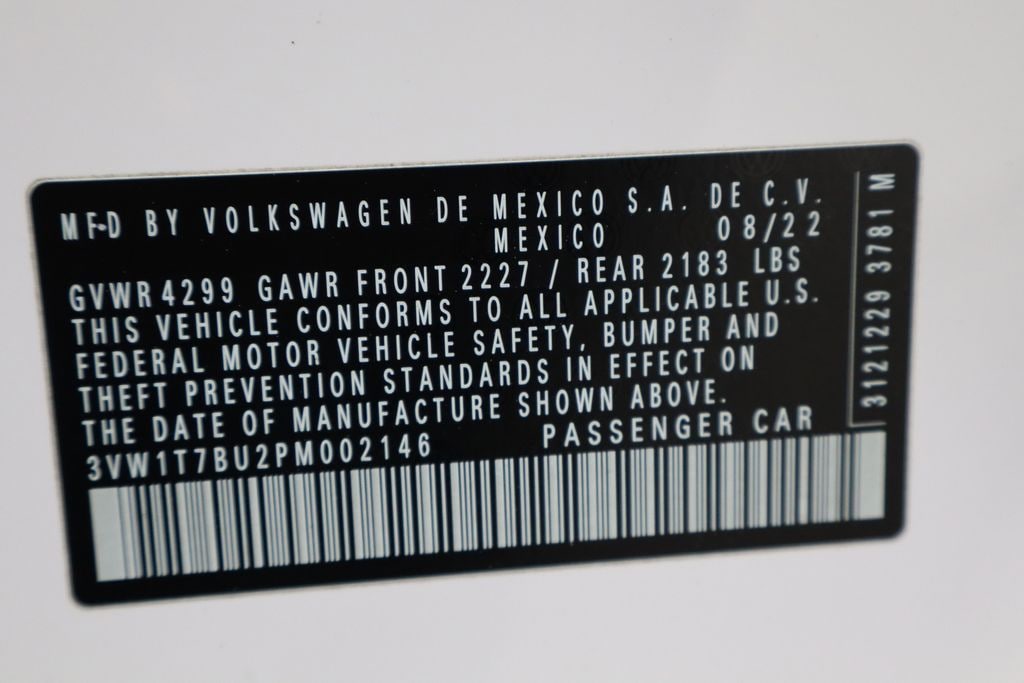 MFD BY VOLKSWAGEN DE MEXICO S.A. DE C.V.
MEXICO 08/22
GVWR 4299 GAWR FRONT 2227 / REAR 2183 LBS
THIS VEHICLE CONFORMS TO ALL APPLICABLE U.S.
FEDERAL MOTOR VEHICLE SAFETY, BUMPER AND
THEFT PREVENTION STANDARDS IN EFFECT ON
THE DATE OF MANUFACTURE SHOWN ABOVE.
3VW1T7BU2PM002146 PASSENGER CAR
3121229 3781 M